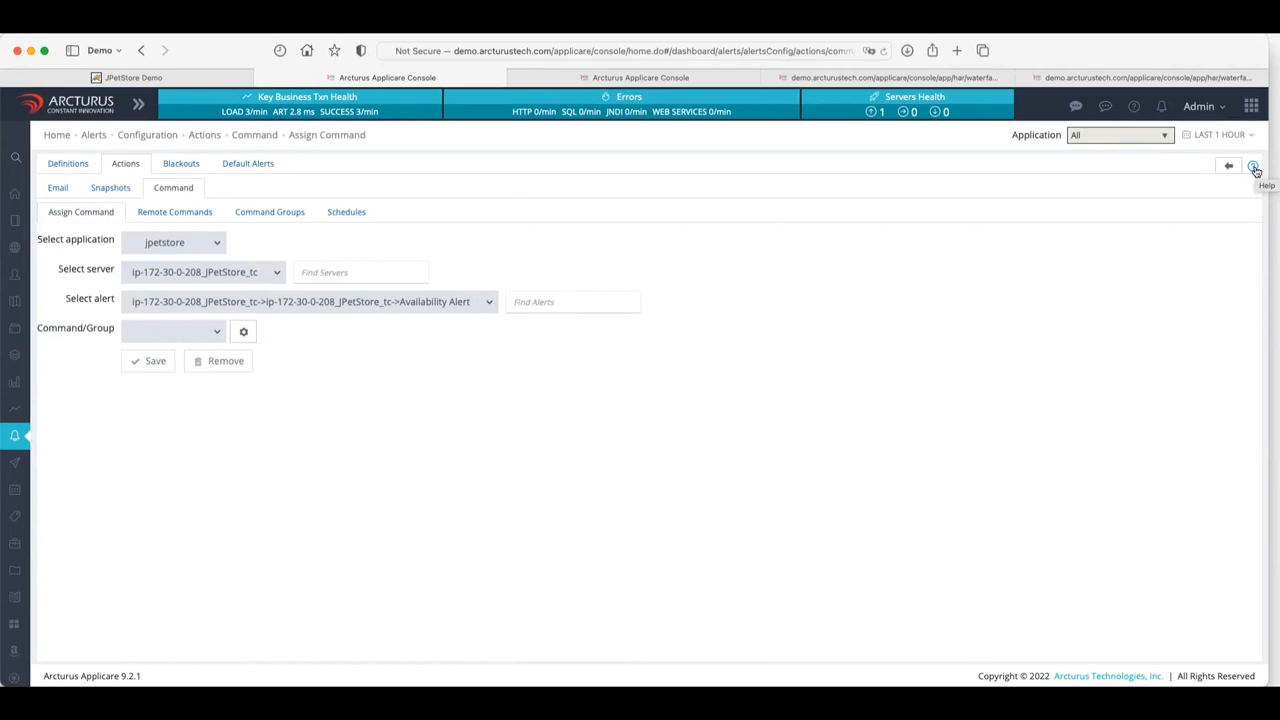 Demo
Not Secure — demo.arcturustech.com/applicare/console/home.do#/dashboard/alerts/alertsConfig/actions/comm...
JPetStore Demo
Arcturus Applicare Console
Arcturus Applicare Console
demo.arcturustech.com/applicare/console/app/har/waterfa...
demo.arcturustech.com/applicare/console/app/har/waterfa...
ARCTURUS
CONSTANT INNOVATION
Key Business Txn Health
LOAD 3/min ART 2.8 ms SUCCESS 3/min
Errors
HTTP 0/min SQL 0/min JNDI 0/min WEB SERVICES 0/min
Servers Health
1 0 0
Admin
Home Alerts Configuration Actions Command Assign Command
Application All LAST 1 HOUR
Definitions Actions Blackouts Default Alerts
Help
Email Snapshots Command
Assign Command Remote Commands Command Groups Schedules
Select application jpetstore
Select server ip-172-30-0-208_JPetStore_tc Find Servers
Select alert ip-172-30-0-208_JPetStore_tc->ip-172-30-0-208_JPetStore_tc->Availability Alert Find Alerts
Command/Group
Save Remove
Arcturus Applicare 9.2.1
Copyright © 2022 Arcturus Technologies, Inc. | All Rights Reserved